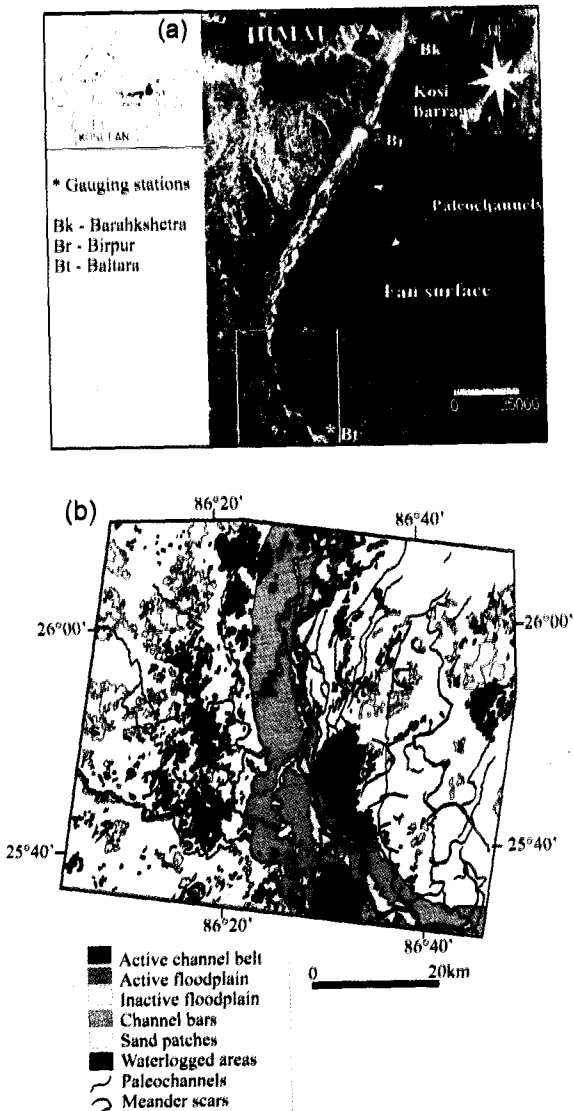 (a)
HIMALAYA
* Bk
Kosi
barrage
* Br
KOSI FAN
* Gauging stations
Bk - Barahkshetra
Br - Birpur
Bt - Baltara
Paleochannels
Fan surface
0
* Bt
(b)
86°20'
86°40'
26°00'
26°00'
25°40'
25°40'
86°20'
86°40'
Active channel belt
Active floodplain
Inactive floodplain
Channel bars
Sand patches
Waterlogged areas
Paleochannels
Meander scars
0
20km